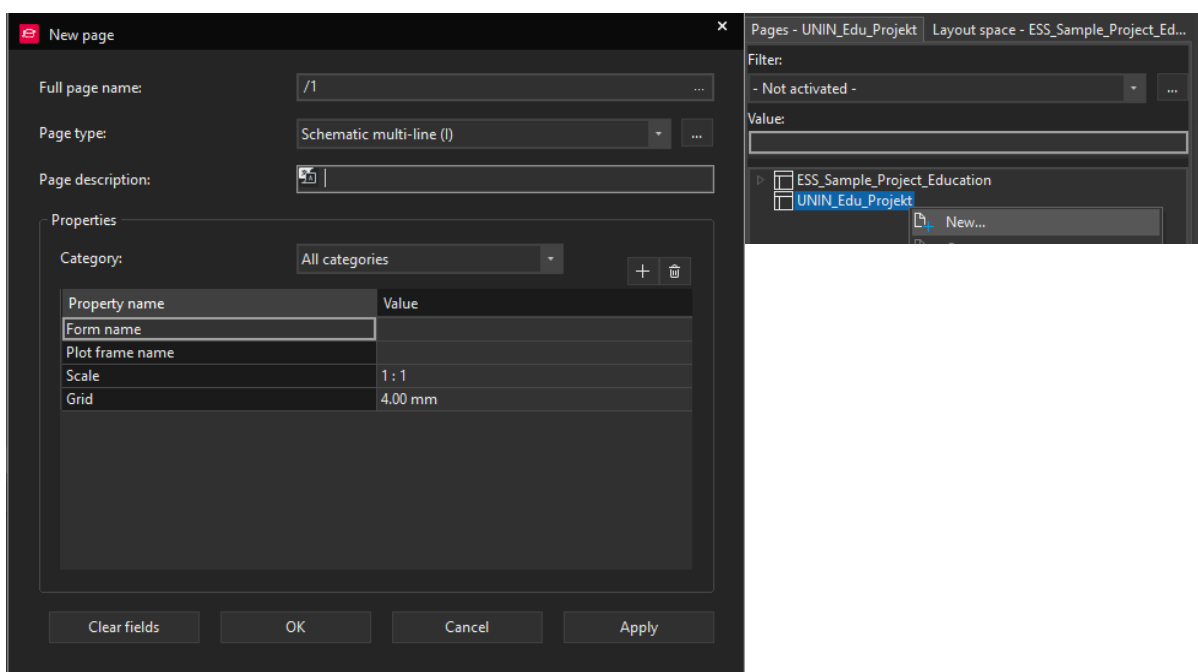 New page
Full page name:
/1
...
Page type:
Schematic multi-line (I)
...
Page description:
Properties
Category:
All categories
Property name
Value
Form name
Plot frame name
Scale
1 : 1
Grid
4.00 mm
Clear fields
OK
Cancel
Apply
Pages - UNIN_Edu_Projekt
Layout space - ESS_Sample_Project_Ed...
Filter:
- Not activated -
...
Value:
ESS_Sample_Project_Education
UNIN_Edu_Projekt
New...